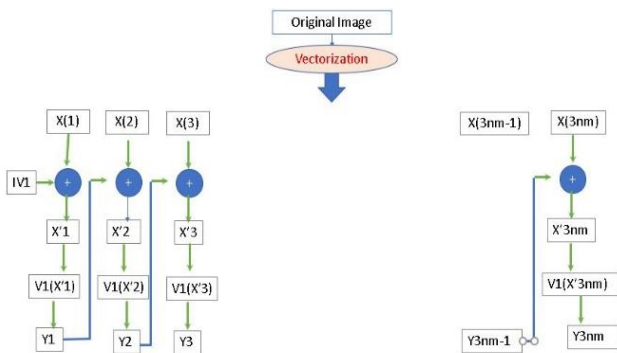 Original Image
Vectorization
X(1) X(2) X(3) X(3nm-1) X(3nm)
IV1 + + + +
X'1 X'2 X'3 X'3nm
V1(X'1) V1(X'2) V1(X'3) V1(X'3nm)
Y1 Y2 Y3 Y3nm-1 Y3nm